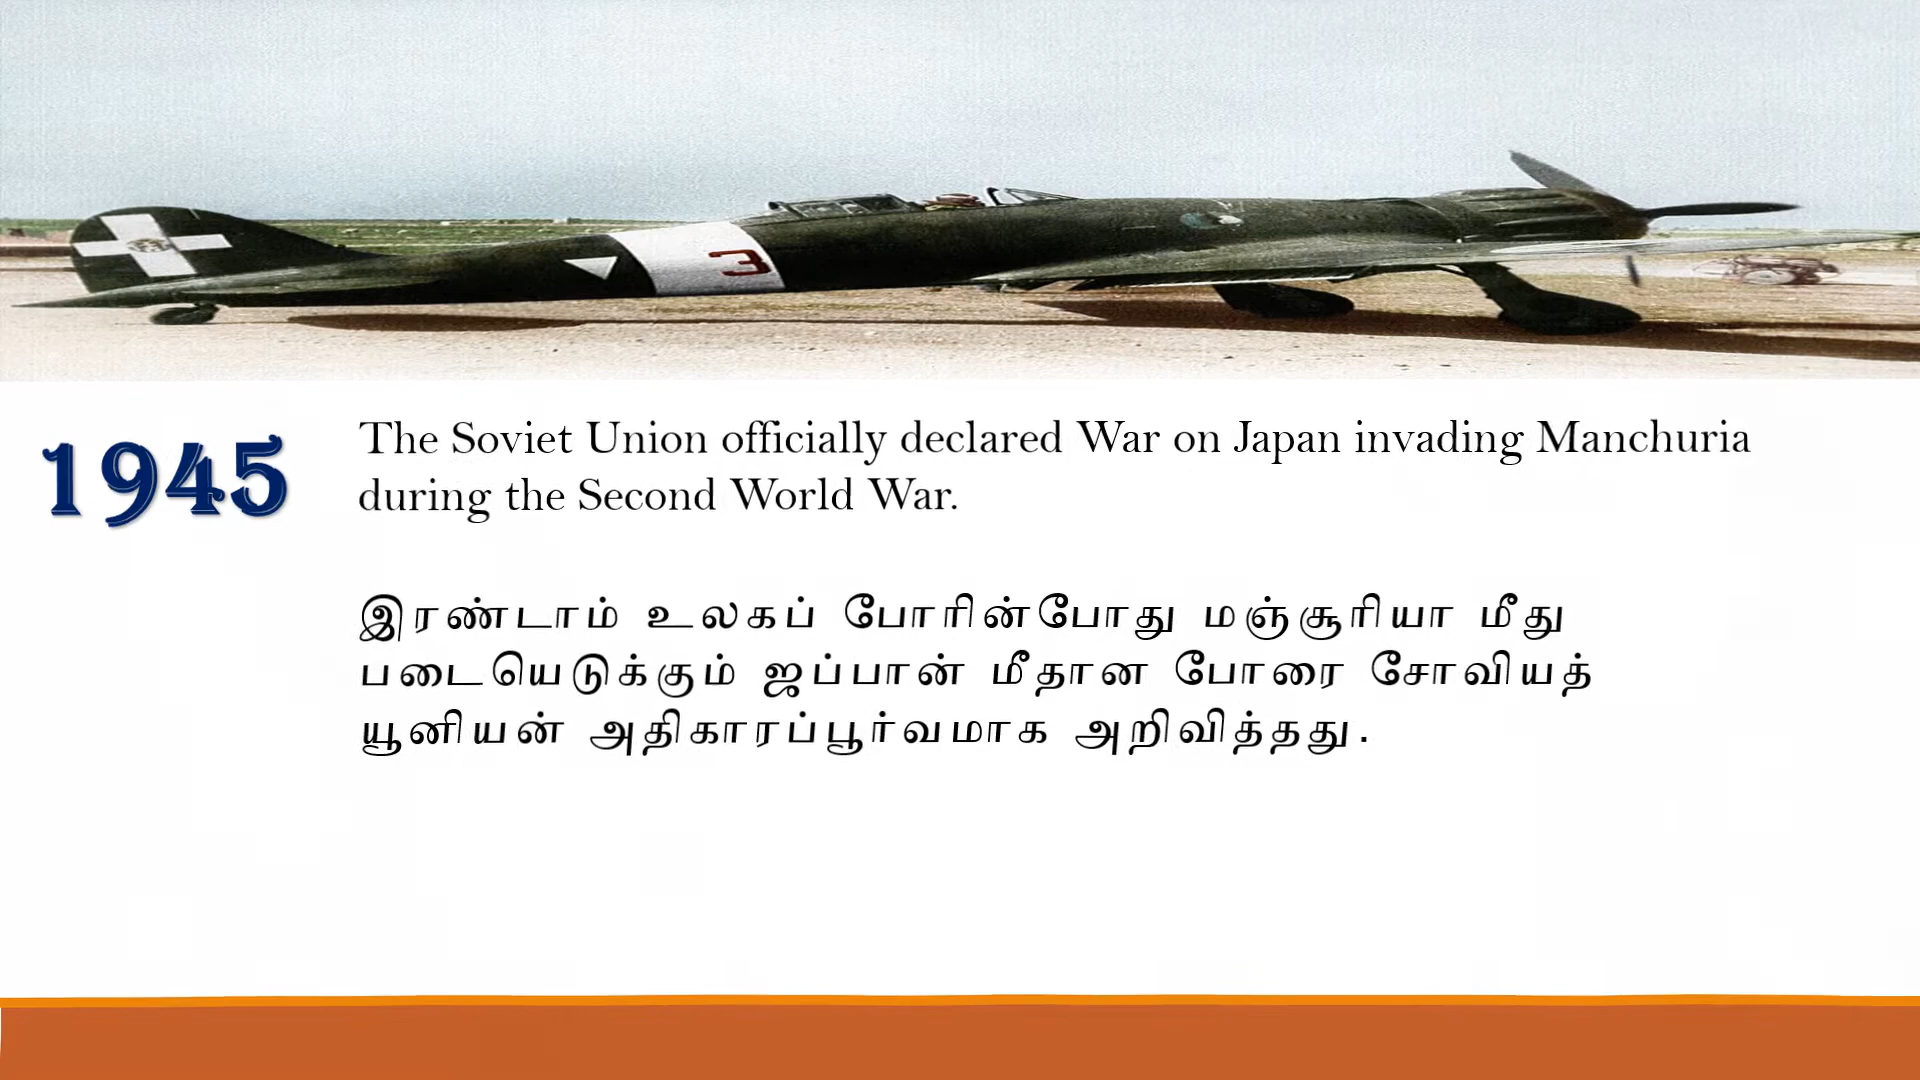 3
1945
The Soviet Union officially declared War on Japan invading Manchuria
during the Second World War.
இரண்டாம் உலகப் போரின்போது மஞ்சூரியா மீது
படையெடுக்கும் ஜப்பான் மீதான போரை சோவியத்
யூனியன் அதிகாரப்பூர்வமாக அறிவித்தது.